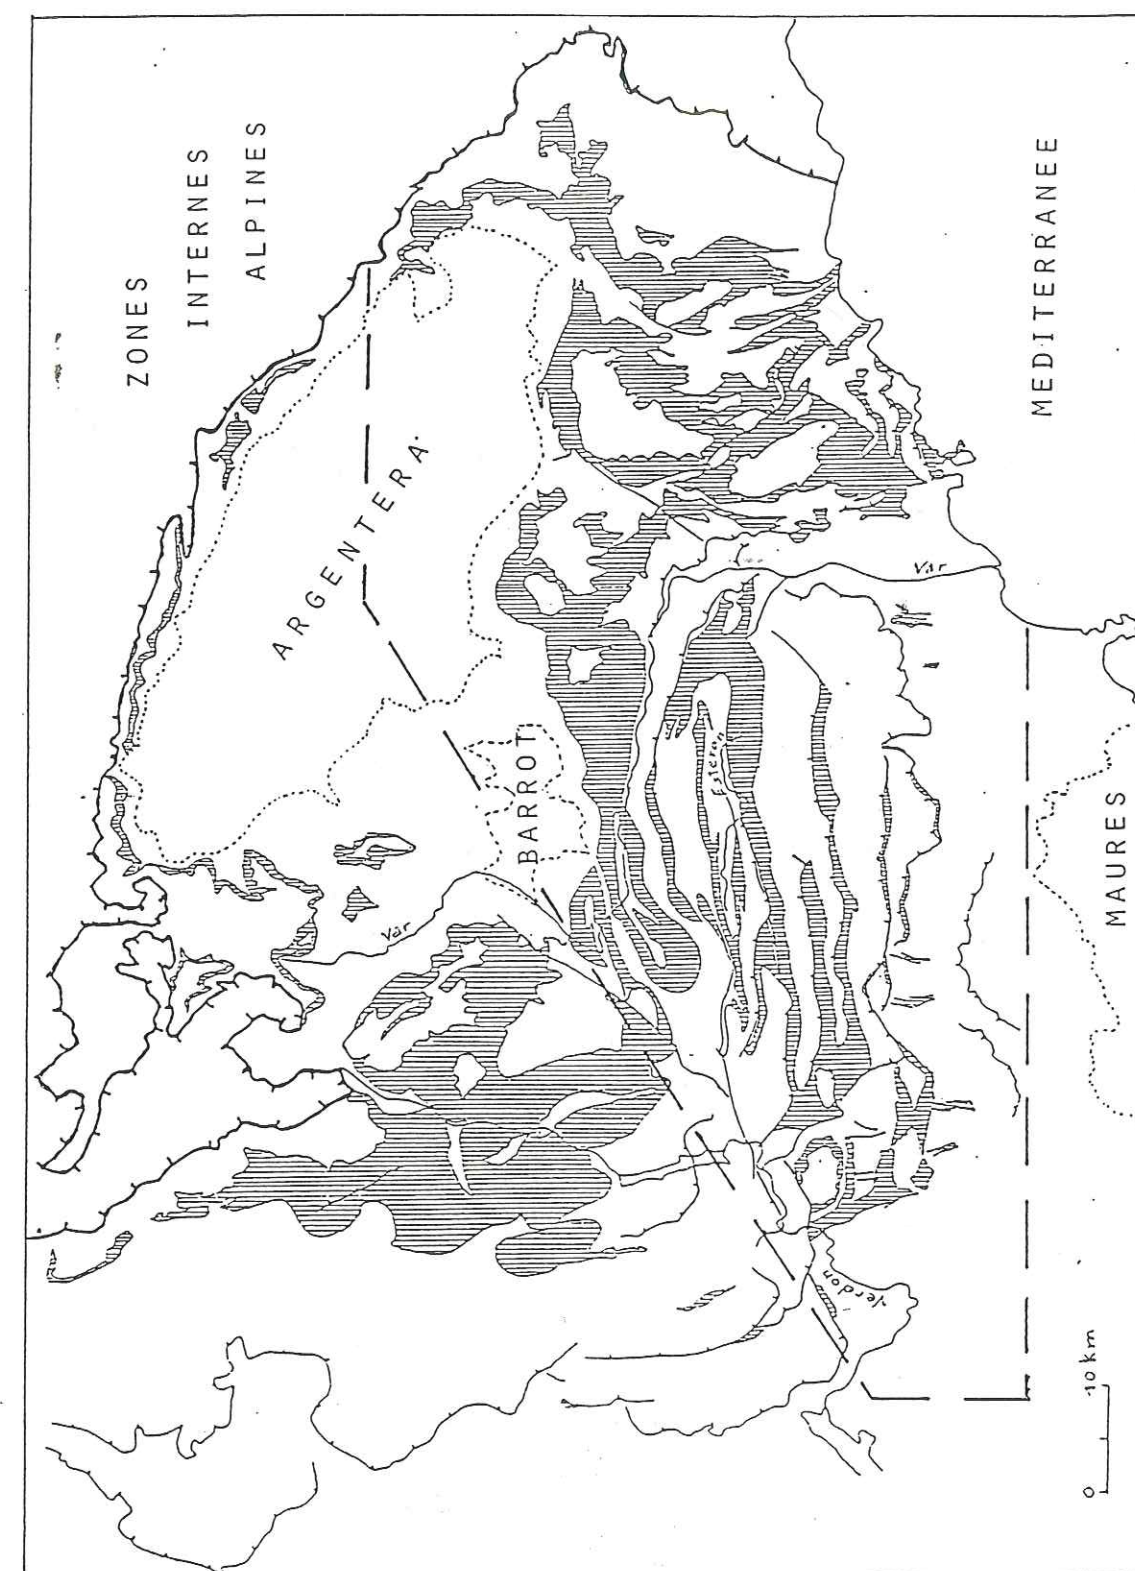 ZONES
INTERNES
ALPINES
ARGENTERA
BARROT
Var
Var
Esteron
Verdon
MEDITERRANEE
MAURES
0 10 km